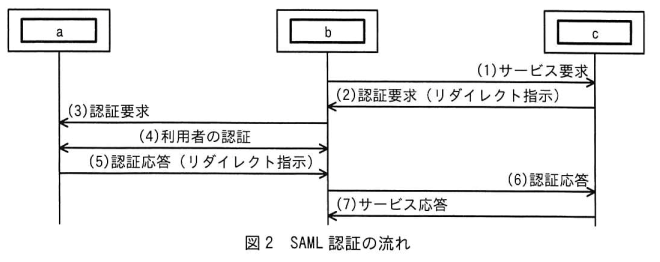 a
b
c
(1)サービス要求
(2)認証要求（リダイレクト指示）
(3)認証要求
(4)利用者の認証
(5)認証応答（リダイレクト指示）
(6)認証応答
(7)サービス応答
図2 SAML認証の流れ